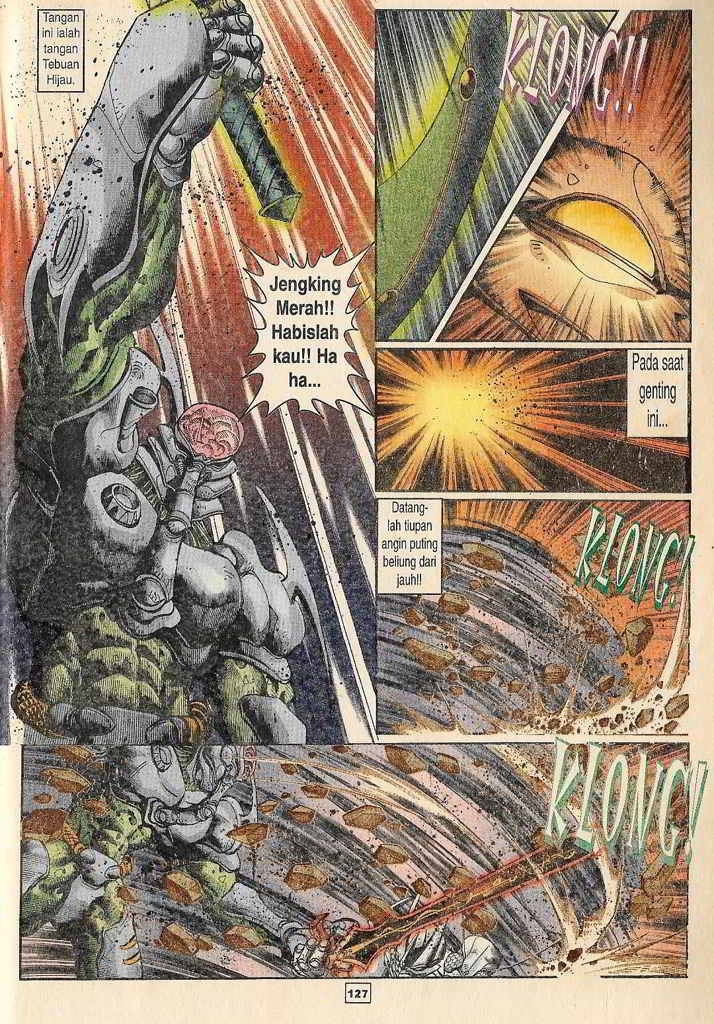 Tangan
ini ialah
tangan
Tebuan
Hijau.
Jengking
Merah!!
Habislah
kau!! Ha
ha...
KLONG!!
Pada saat
genting
ini...
Datang-
lah tiupan
angin puting
beliung dari
jauh!!
KLONG!
KLONG!
127